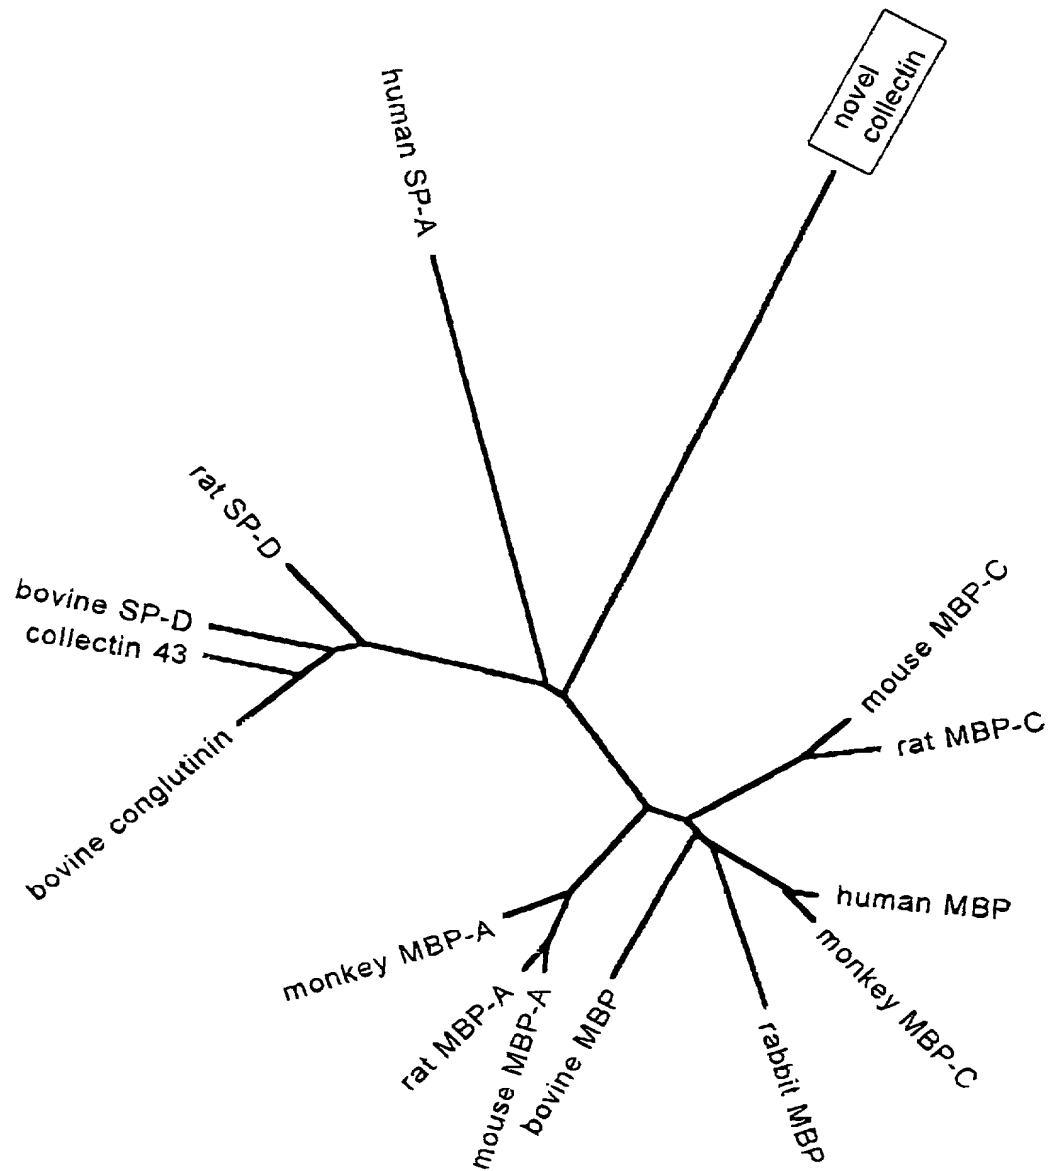 novel
collectin
human SP-A
rat SP-D
bovine SP-D
collectin 43
bovine conglutinin
mouse MBP-C
rat MBP-C
human MBP
monkey MBP-C
rabbit MBP
bovine MBP
mouse MBP-A
rat MBP-A
monkey MBP-A